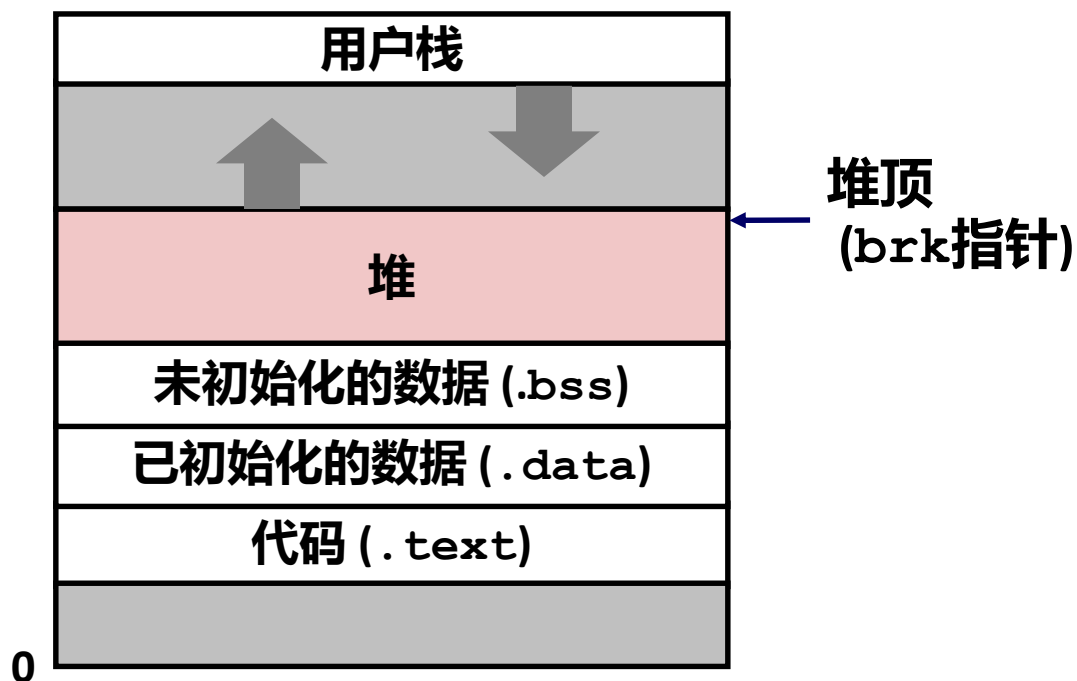 用户栈
堆顶
(brk指针)
堆
未初始化的数据 (.bss)
已初始化的数据 (.data)
代码 (.text)
0